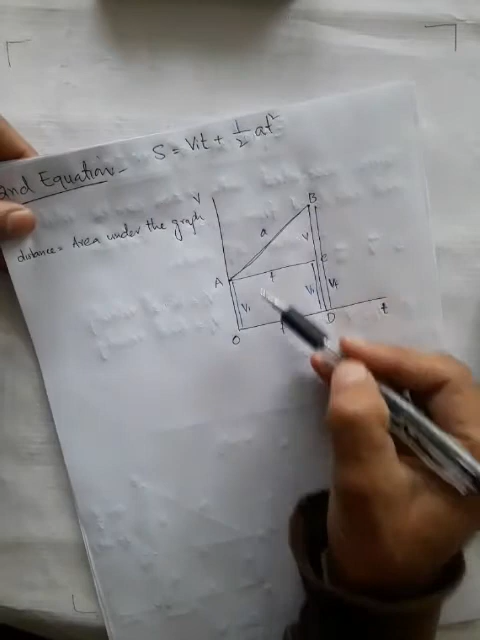 2nd Equation- S = Vit + 1/2 at²
distance = Area under the graph
V
B
a
V
A
t
C
Vi
Vi
Vf
O
t
D
t